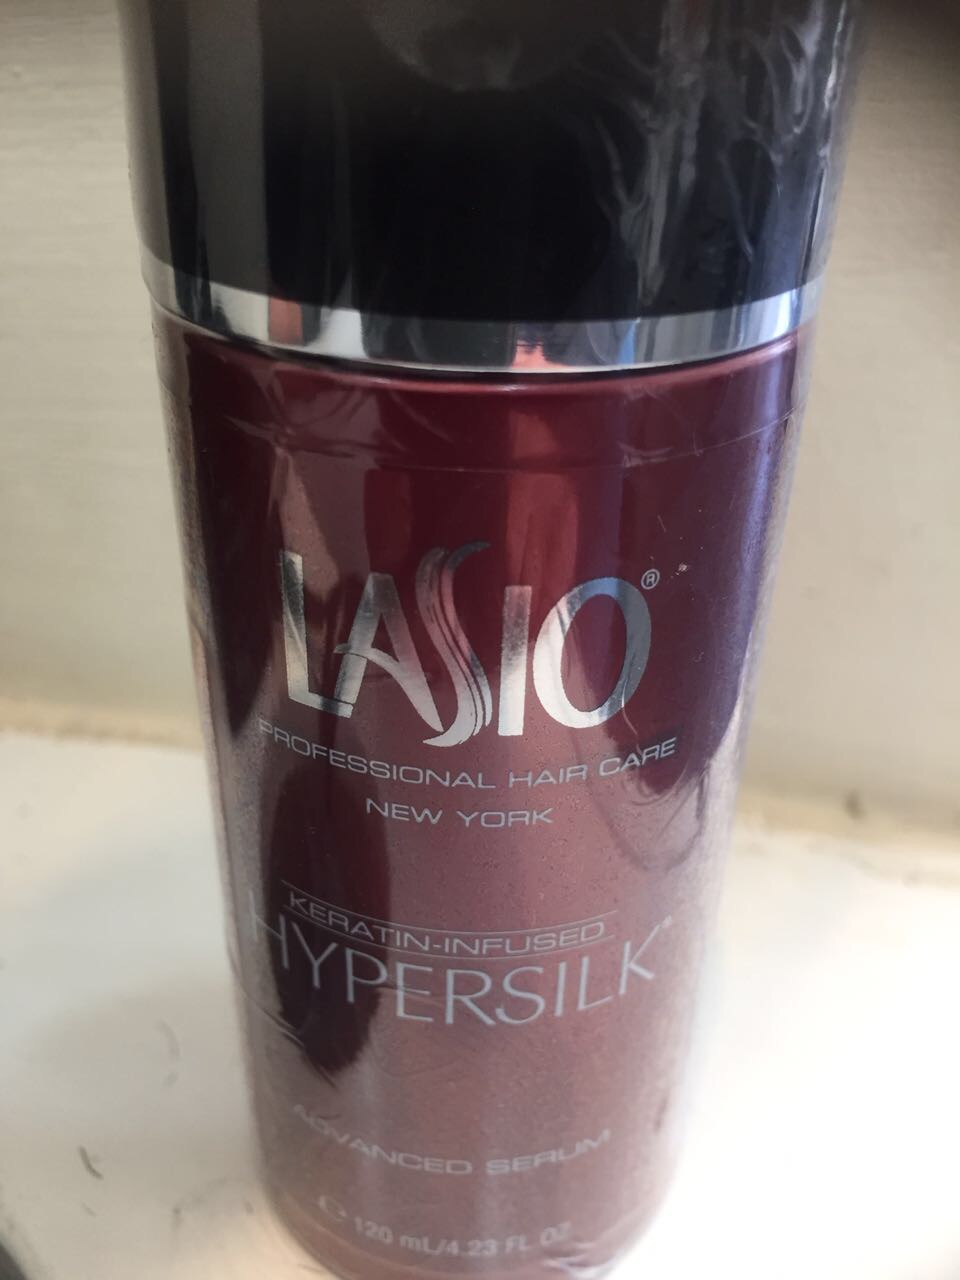 LASIO®
PROFESSIONAL HAIR CARE
NEW YORK
KERATIN-INFUSED
HYPERSILK
ADVANCED SERUM
℮ 120 mL/4.23 FL OZ